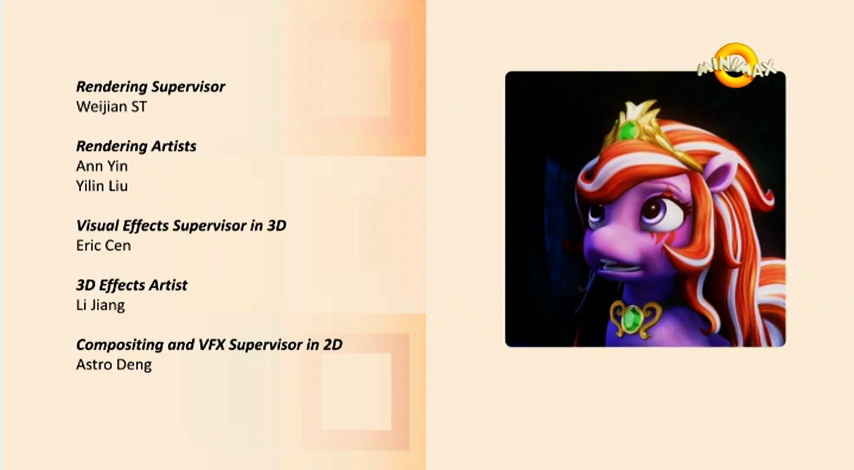 Rendering Supervisor
Weijian ST
Rendering Artists
Ann Yin
Yilin Liu
Visual Effects Supervisor in 3D
Eric Cen
3D Effects Artist
Li Jiang
Compositing and VFX Supervisor in 2D
Astro Deng
MINIMAX